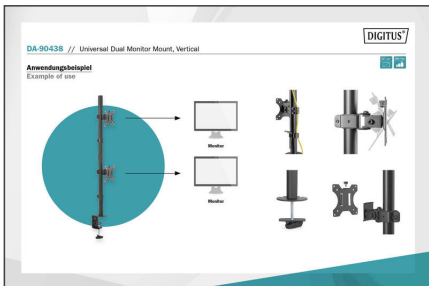 DIGITUS®
DA-90438 // Universal Dual Monitor Mount, Vertical
Anwendungsbeispiel
Example of use
Monitor
Monitor